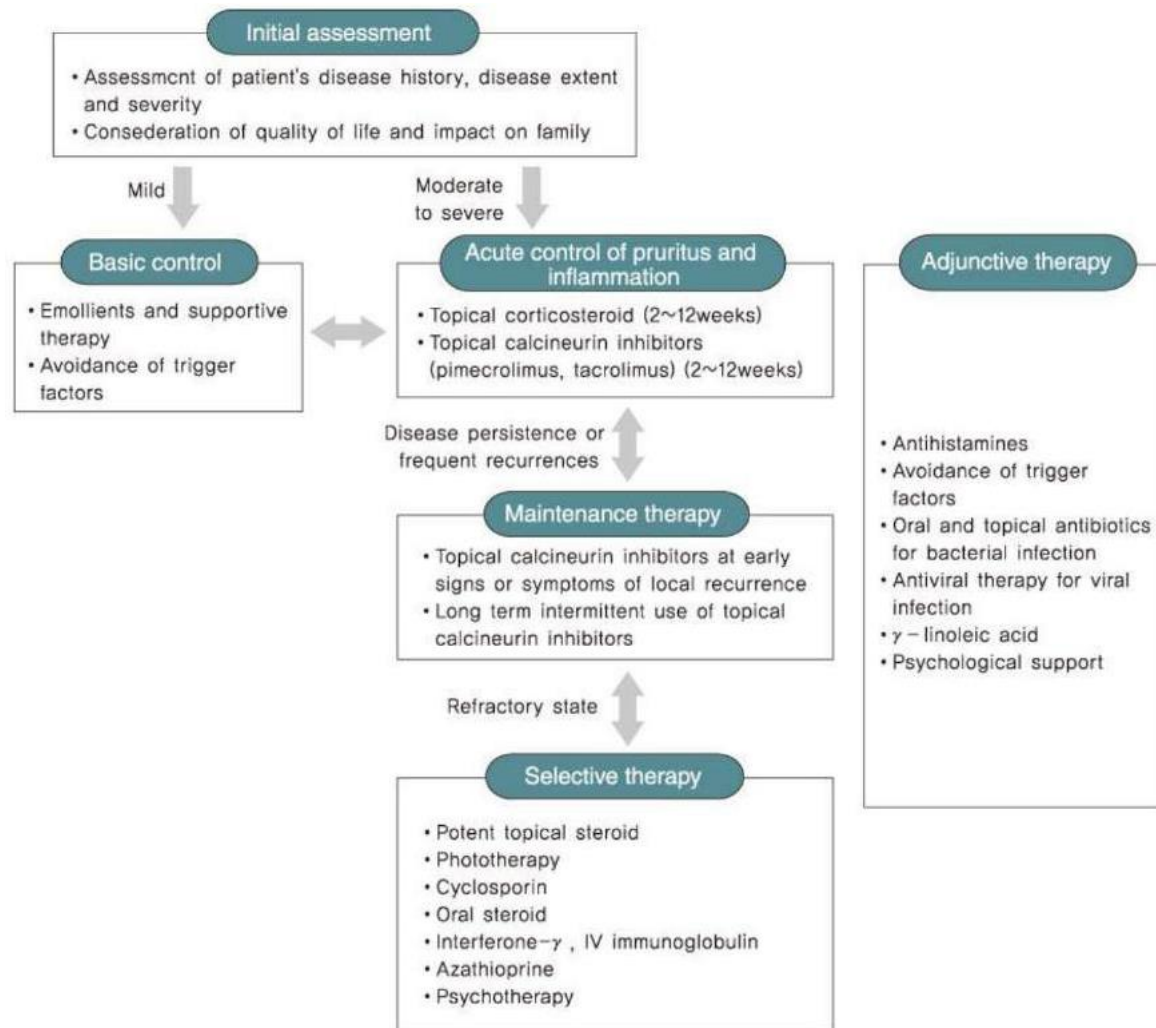 Initial assessment
• Assessmcnt of patient's disease history, disease extent
and severity
• Consederation of quality of life and impact on family
Mild
Moderate
to severe
Basic control
• Emollients and supportive
therapy
• Avoidance of trigger
factors
Acute control of pruritus and
inflammation
• Topical corticosteroid (2~12weeks)
• Topical calcineurin inhibitors
(pimecrolimus, tacrolimus) (2~12weeks)
Disease persistence or
frequent recurrences
Maintenance therapy
• Topical calcineurin inhibitors at early
signs or symptoms of local recurrence
• Long term intermittent use of topical
calcineurin inhibitors
Refractory state
Selective therapy
• Potent topical steroid
• Phototherapy
• Cyclosporin
• Oral steroid
• Interferone-γ , IV immunoglobulin
• Azathioprine
• Psychotherapy
Adjunctive therapy
• Antihistamines
• Avoidance of trigger
factors
• Oral and topical antibiotics
for bacterial infection
• Antiviral therapy for viral
infection
• γ-linoleic acid
• Psychological support